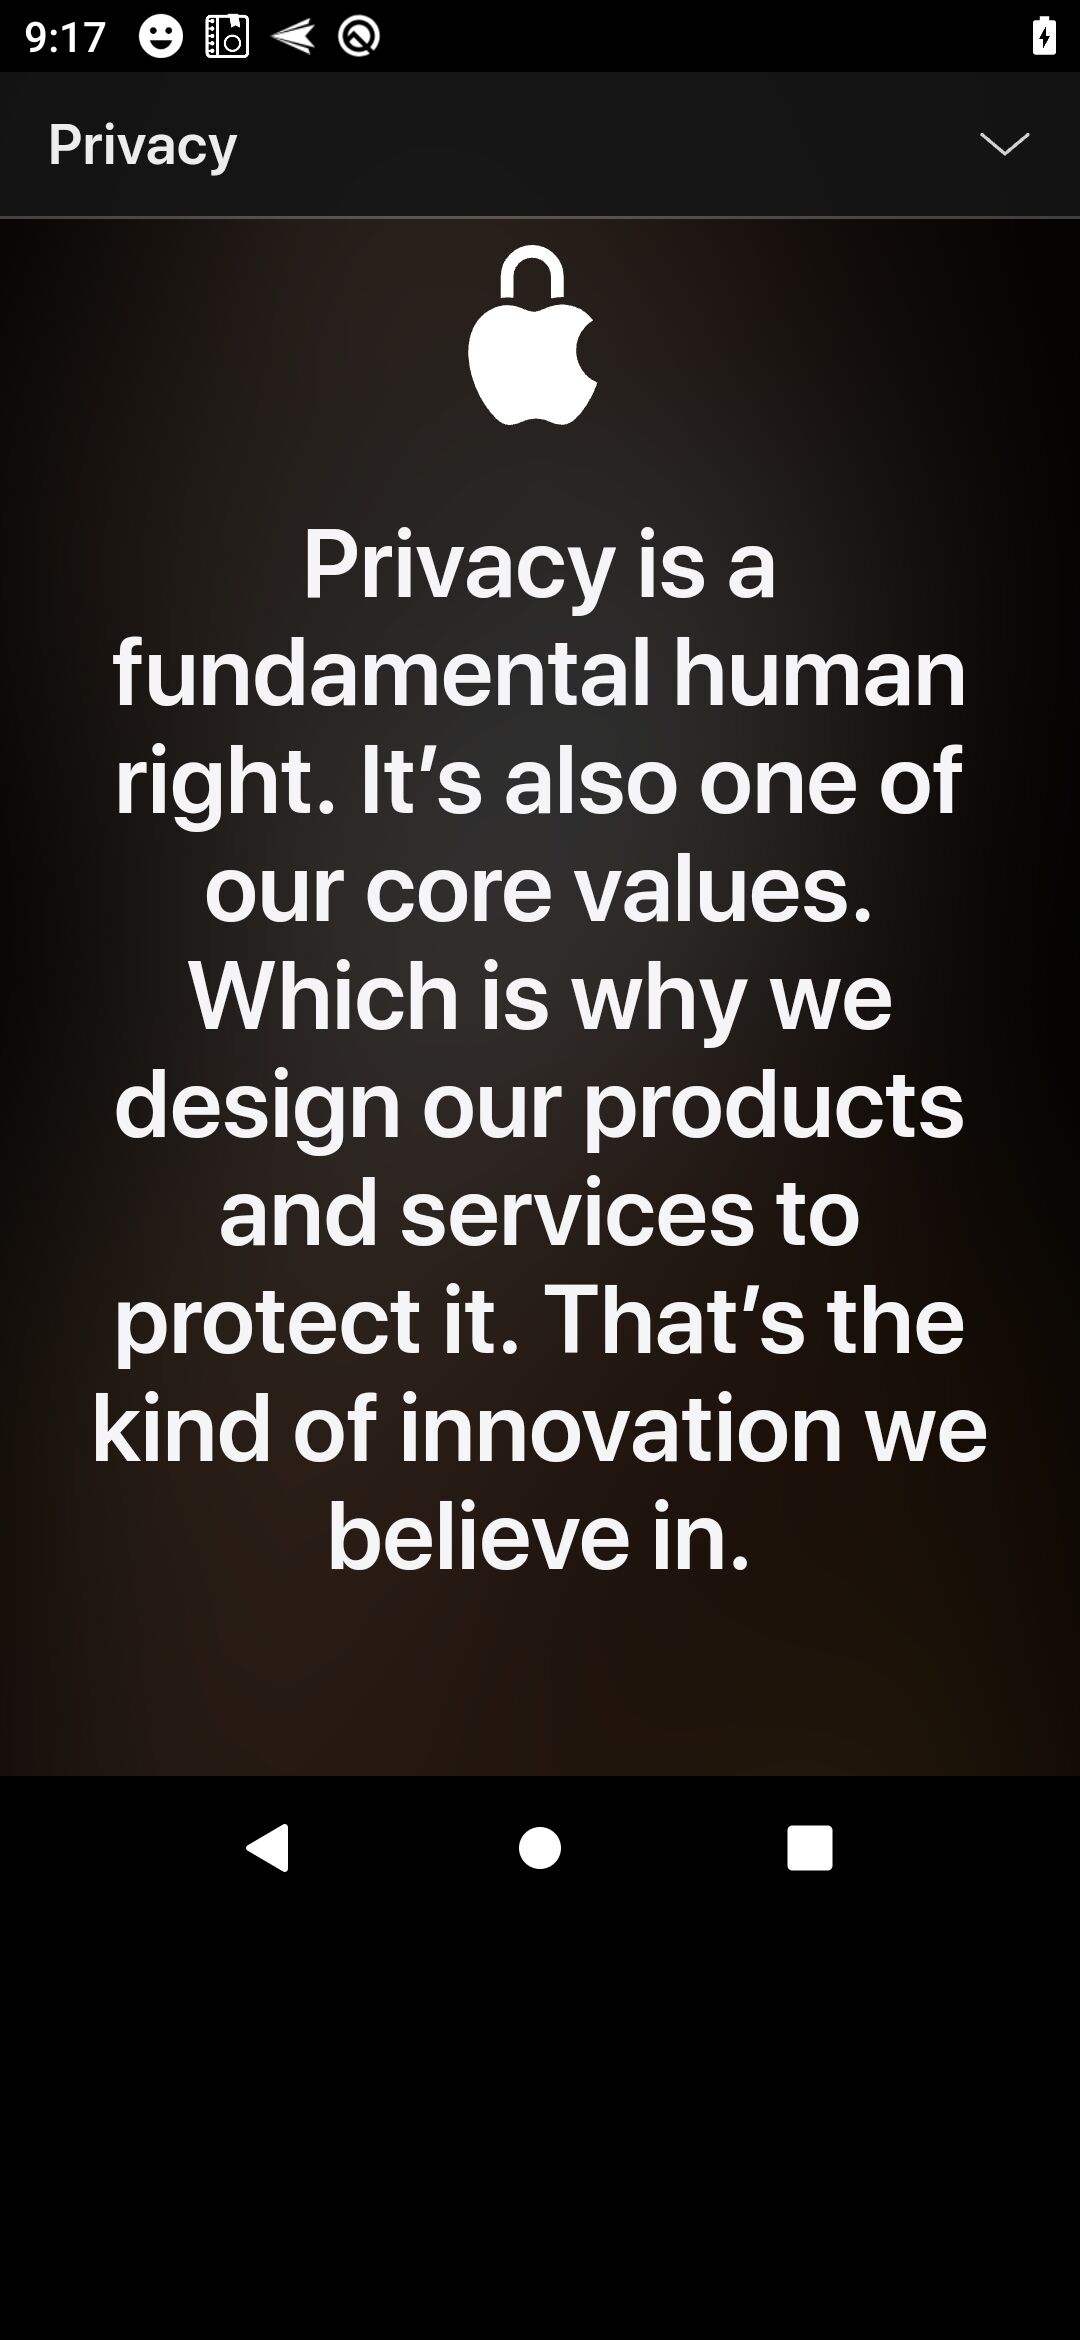 9:17
Privacy
Privacy is a
fundamental human
right. It’s also one of
our core values.
Which is why we
design our products
and services to
protect it. That’s the
kind of innovation we
believe in.